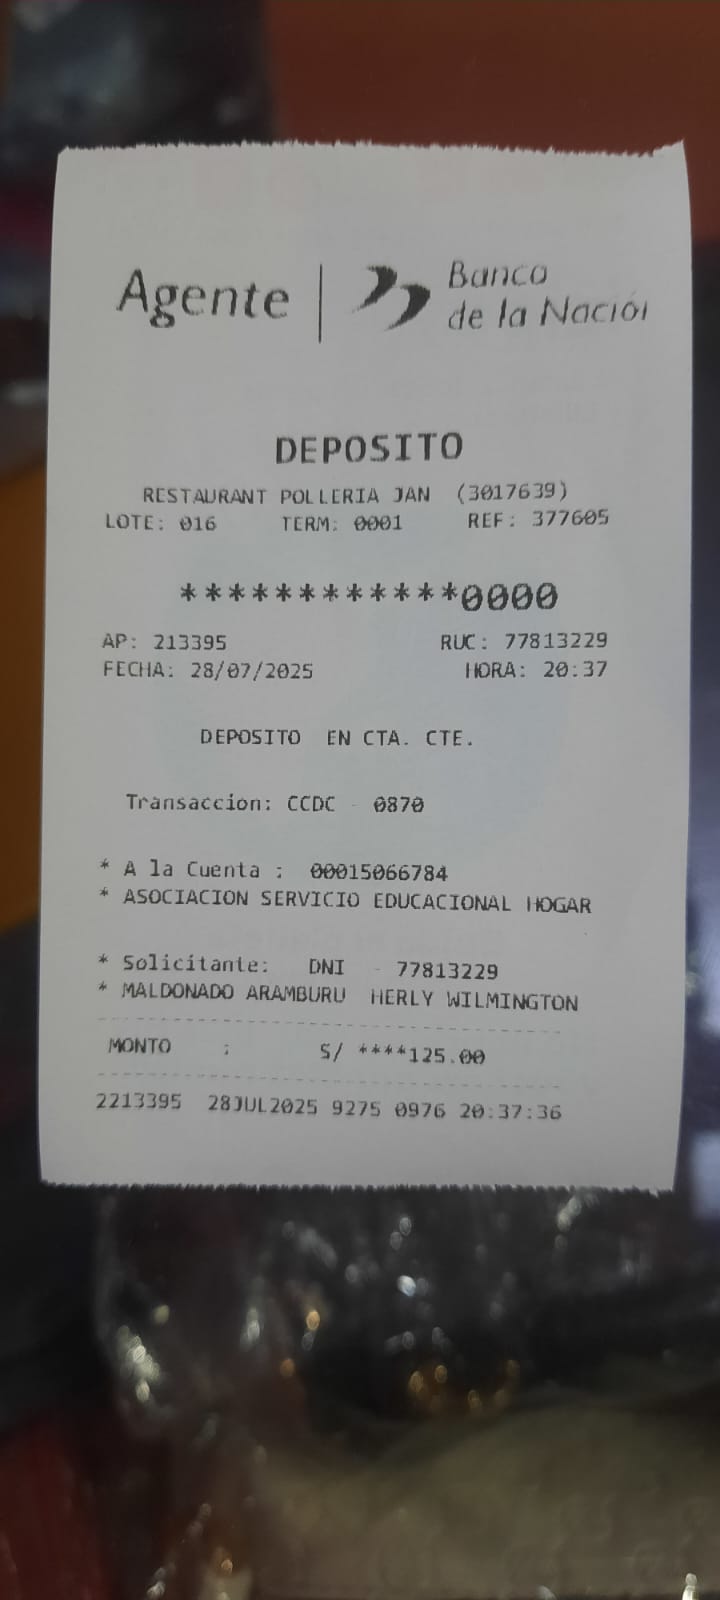 Agente | Banco
de la Nación
DEPOSITO
RESTAURANT POLLERIA JAN (3017639)
LOTE: 016 TERM: 0001 REF: 377605
************0000
AP: 213395 RUC: 77813229
FECHA: 28/07/2025 HORA: 20:37
DEPOSITO EN CTA. CTE.
Transaccion: CCDC - 0870
* A la Cuenta : 00015066784
* ASOCIACION SERVICIO EDUCACIONAL HOGAR
* Solicitante: DNI - 77813229
* MALDONADO ARAMBURU HERLY WILMINGTON
MONTO : S/ ****125.00
2213395 28JUL2025 9275 0976 20:37:36